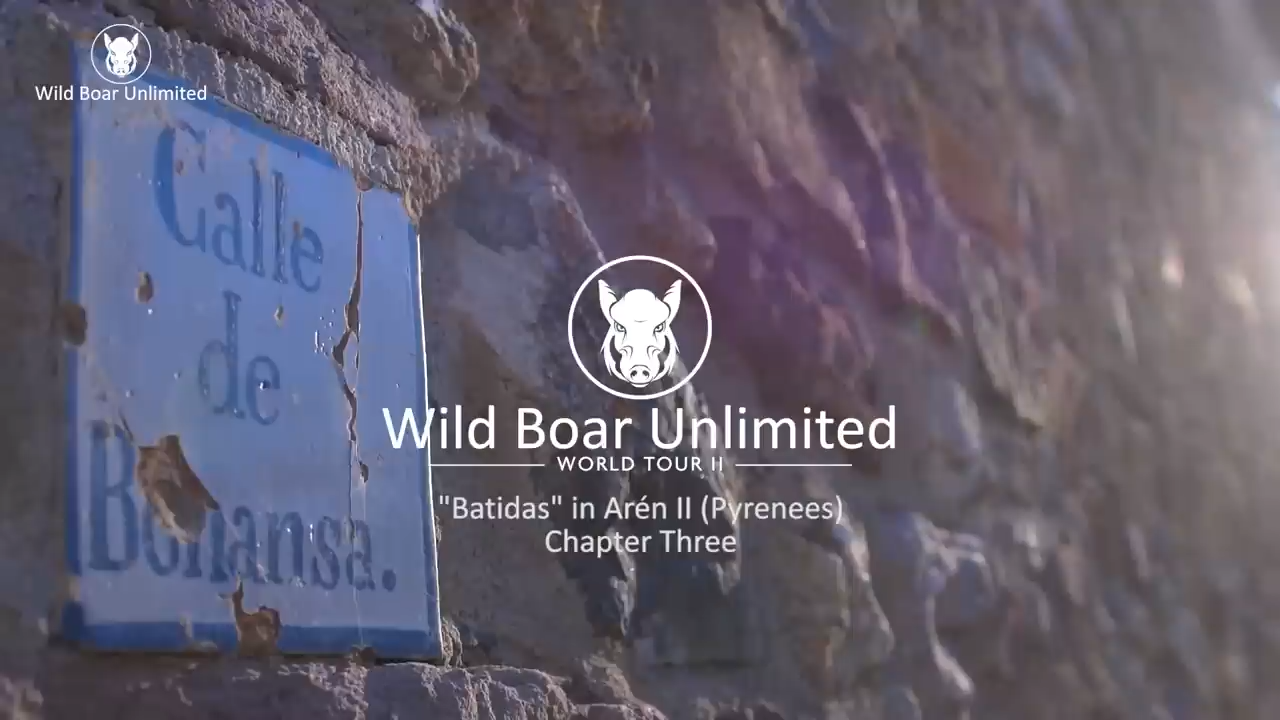 Wild Boar Unlimited
Calle
de
Bonansa.
Wild Boar Unlimited
WORLD TOUR II
"Batidas" in Arén II (Pyrenees)
Chapter Three